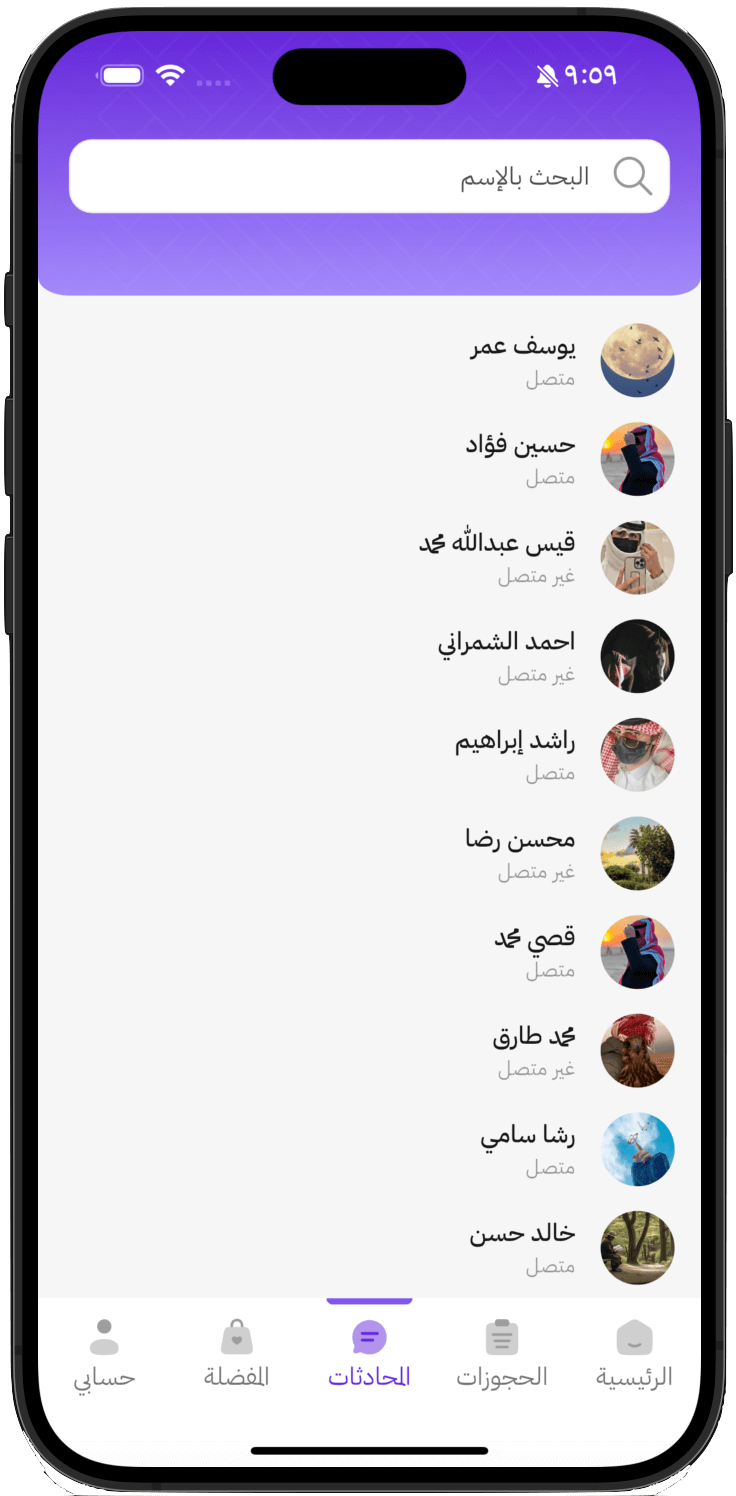 ٩:٥٩
البحث بالإسم
يوسف عمر
متصل
حسين فؤاد
متصل
قيس عبدالله محمد
غير متصل
احمد الشمراني
غير متصل
راشد إبراهيم
متصل
محسن رضا
غير متصل
قصي محمد
متصل
محمد طارق
غير متصل
رشا سامي
متصل
خالد حسن
متصل
الرئيسية الحجوزات المحادثات المفضلة حسابي